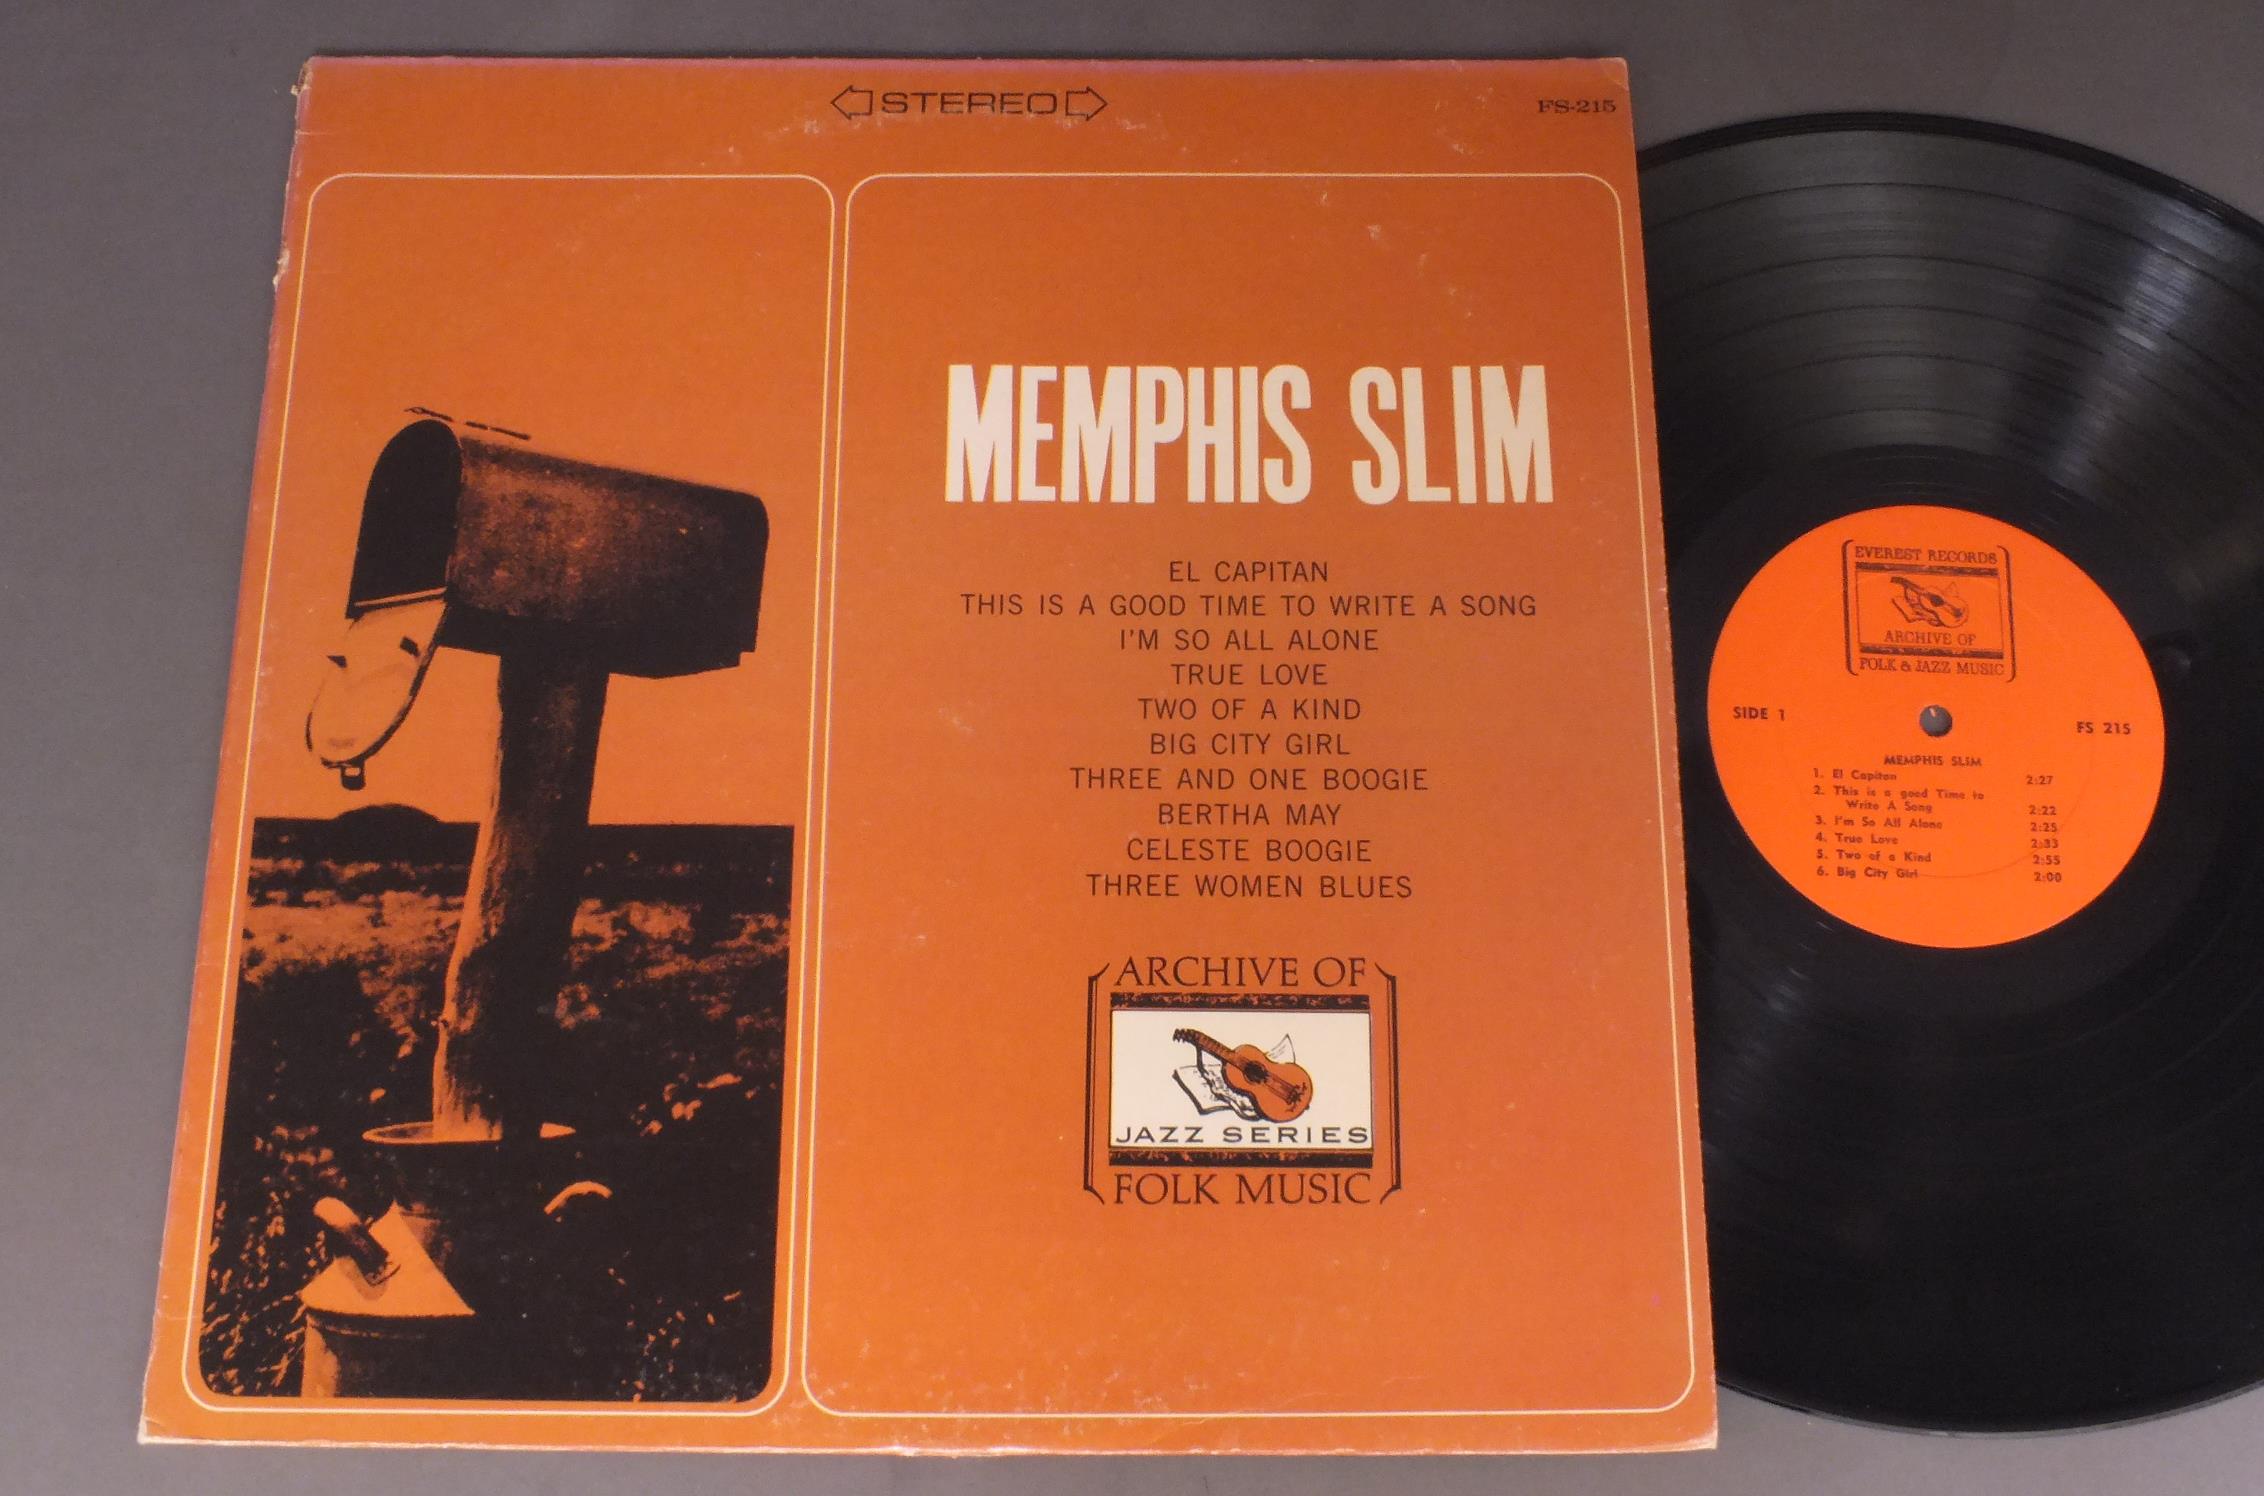 STEREO
FS-215
MEMPHIS SLIM
EL CAPITAN
THIS IS A GOOD TIME TO WRITE A SONG
I'M SO ALL ALONE
TRUE LOVE
TWO OF A KIND
BIG CITY GIRL
THREE AND ONE BOOGIE
BERTHA MAY
CELESTE BOOGIE
THREE WOMEN BLUES
ARCHIVE OF
JAZZ SERIES
FOLK MUSIC
EVEREST RECORDS
ARCHIVE OF
FOLK & JAZZ MUSIC
SIDE 1
FS 215
MEMPHIS SLIM
1. El Capitan 2:27
2. This is a good Time to
Write A Song 2:22
3. I'm So All Alone 2:25
4. True Love 2:33
5. Two of a Kind 2:55
6. Big City Girl 2:00